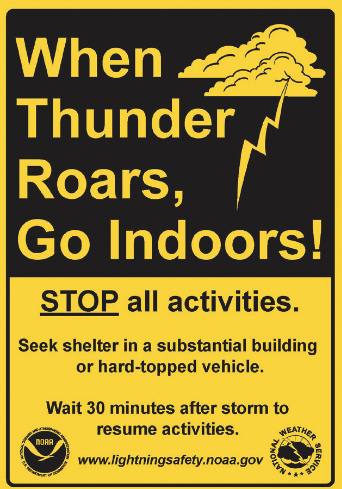 When
Thunder
Roars,
Go Indoors!
STOP all activities.
Seek shelter in a substantial building
or hard-topped vehicle.
Wait 30 minutes after storm to
resume activities.
NOAA
www.lightningsafety.noaa.gov
NATIONAL WEATHER SERVICE